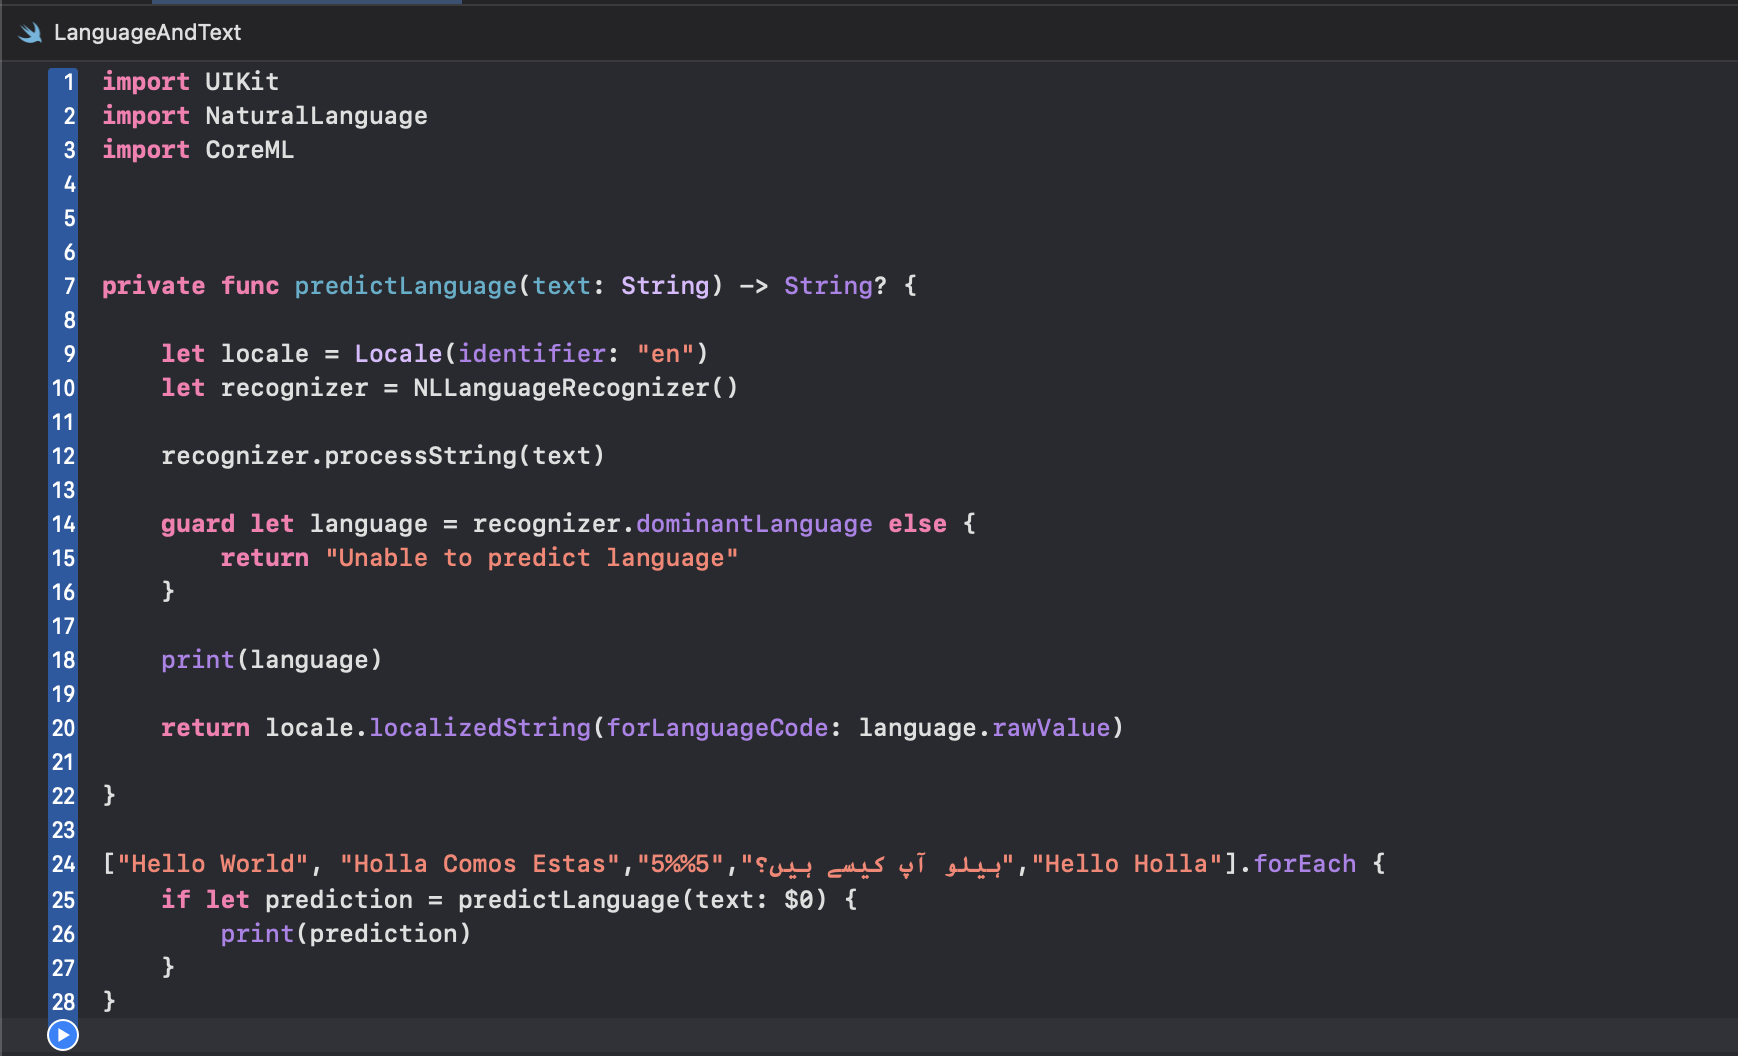 LanguageAndText
1 import UIKit
2 import NaturalLanguage
3 import CoreML
4
5
6
7 private func predictLanguage(text: String) -> String? {
8
9     let locale = Locale(identifier: "en")
10     let recognizer = NLLanguageRecognizer()
11
12     recognizer.processString(text)
13
14     guard let language = recognizer.dominantLanguage else {
15         return "Unable to predict language"
16     }
17
18     print(language)
19
20     return locale.localizedString(forLanguageCode: language.rawValue)
21
22 }
23
24 ["Hello World", "Holla Comos Estas","5%%5","ہیلو آپ کیسے ہیں؟","Hello Holla"].forEach {
25     if let prediction = predictLanguage(text: $0) {
26         print(prediction)
27     }
28 }